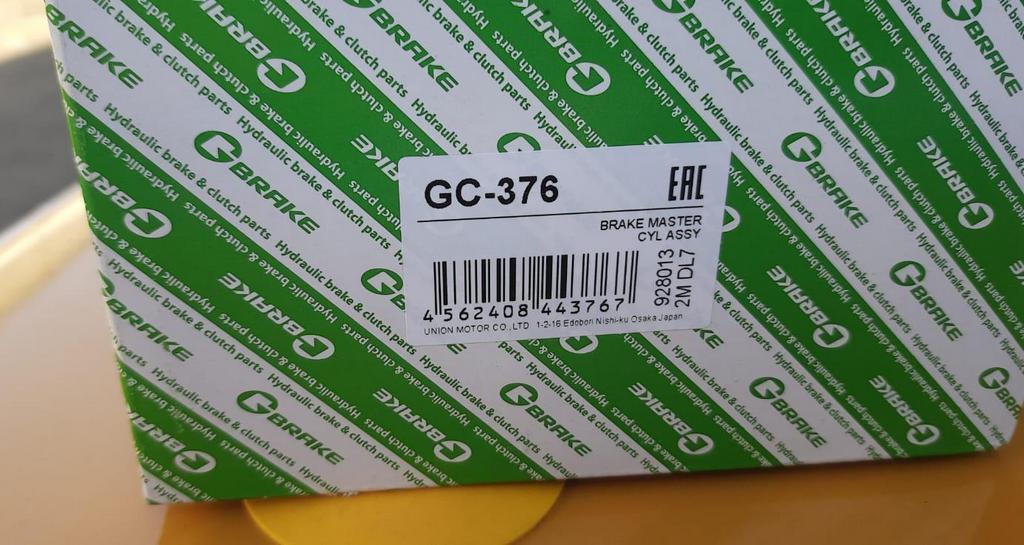 GC-376
EAC
BRAKE MASTER
CYL ASSY
4 562408 443767
928013
2M DL7
UNION MOTOR CO.,LTD 1-2-16 Edobori Nishi-ku Osaka Japan
G BRAKE
Hydraulic brake & clutch parts